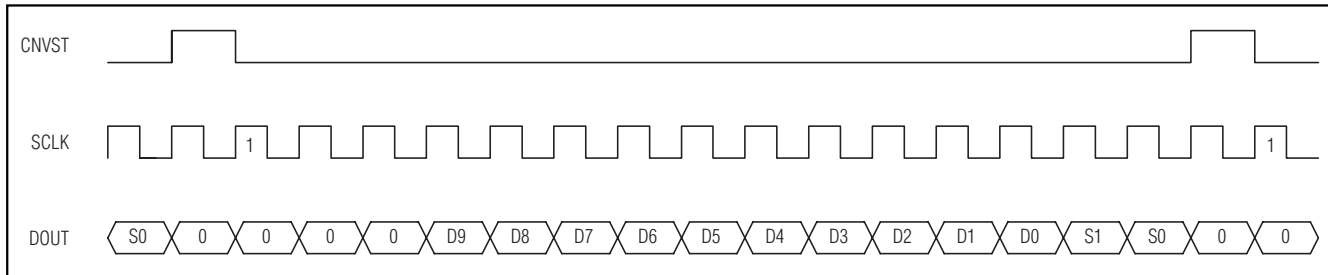 CNVST
SCLK 1 1
DOUT S0 0 0 0 0 D9 D8 D7 D6 D5 D4 D3 D2 D1 D0 S1 S0 0 0